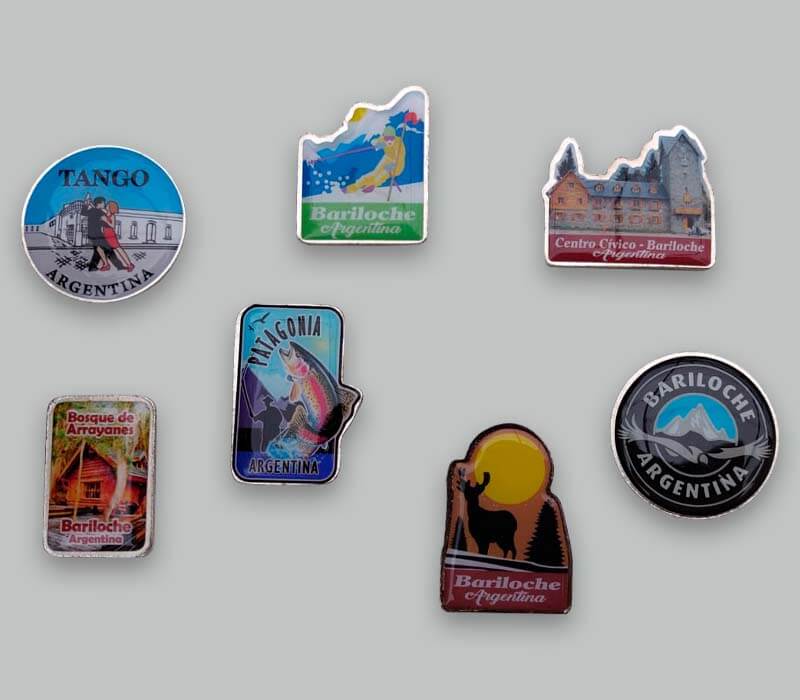 TANGO
ARGENTINA
Bariloche
Argentina
Centro Cívico - Bariloche
Argentina
PATAGONIA
ARGENTINA
Bosque de
Arrayanes
Bariloche
Argentina
Bariloche
Argentina
BARILOCHE
ARGENTINA